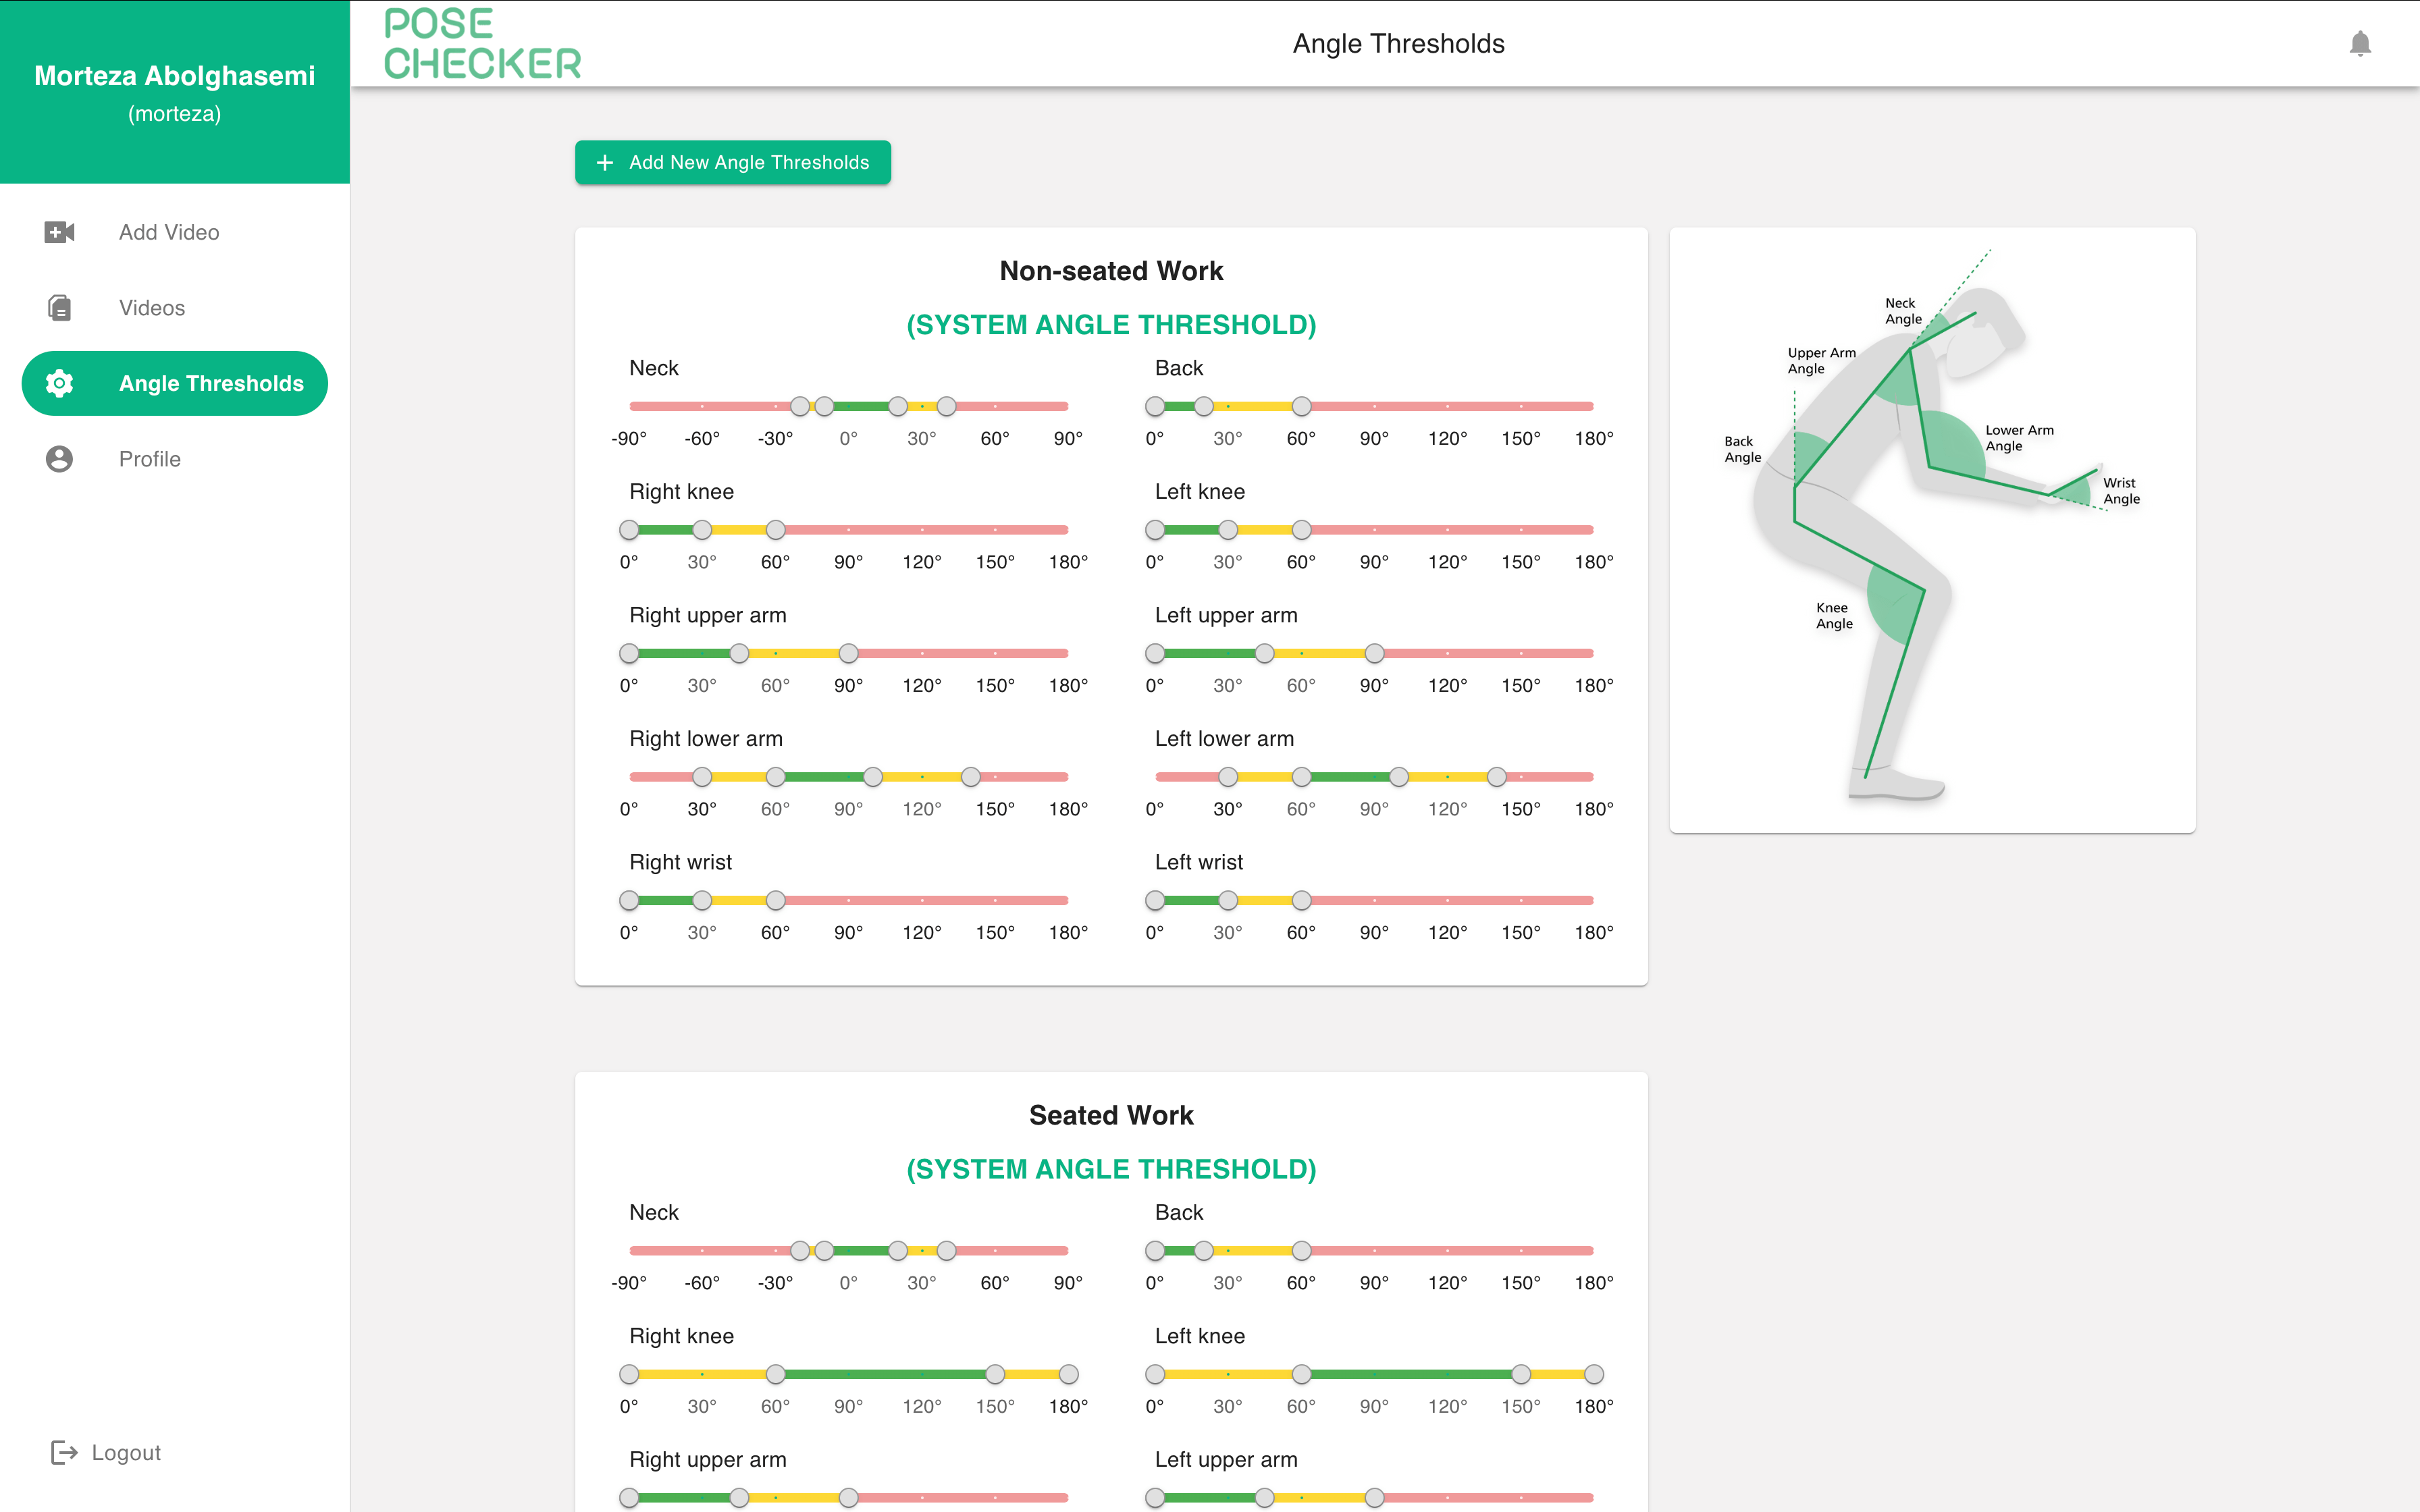 Morteza Abolghasemi
(morteza)
Add Video
Videos
Angle Thresholds
Profile
Logout
POSE
CHECKER
Angle Thresholds
Add New Angle Thresholds
Non-seated Work
(SYSTEM ANGLE THRESHOLD)
Neck
-90° -60° -30° 0° 30° 60° 90°
Back
0° 30° 60° 90° 120° 150° 180°
Right knee
0° 30° 60° 90° 120° 150° 180°
Left knee
0° 30° 60° 90° 120° 150° 180°
Right upper arm
0° 30° 60° 90° 120° 150° 180°
Left upper arm
0° 30° 60° 90° 120° 150° 180°
Right lower arm
0° 30° 60° 90° 120° 150° 180°
Left lower arm
0° 30° 60° 90° 120° 150° 180°
Right wrist
0° 30° 60° 90° 120° 150° 180°
Left wrist
0° 30° 60° 90° 120° 150° 180°
Neck
Angle
Upper Arm
Angle
Back
Angle
Lower Arm
Angle
Wrist
Angle
Knee
Angle
Seated Work
(SYSTEM ANGLE THRESHOLD)
Neck
-90° -60° -30° 0° 30° 60° 90°
Back
0° 30° 60° 90° 120° 150° 180°
Right knee
0° 30° 60° 90° 120° 150° 180°
Left knee
0° 30° 60° 90° 120° 150° 180°
Right upper arm
Left upper arm